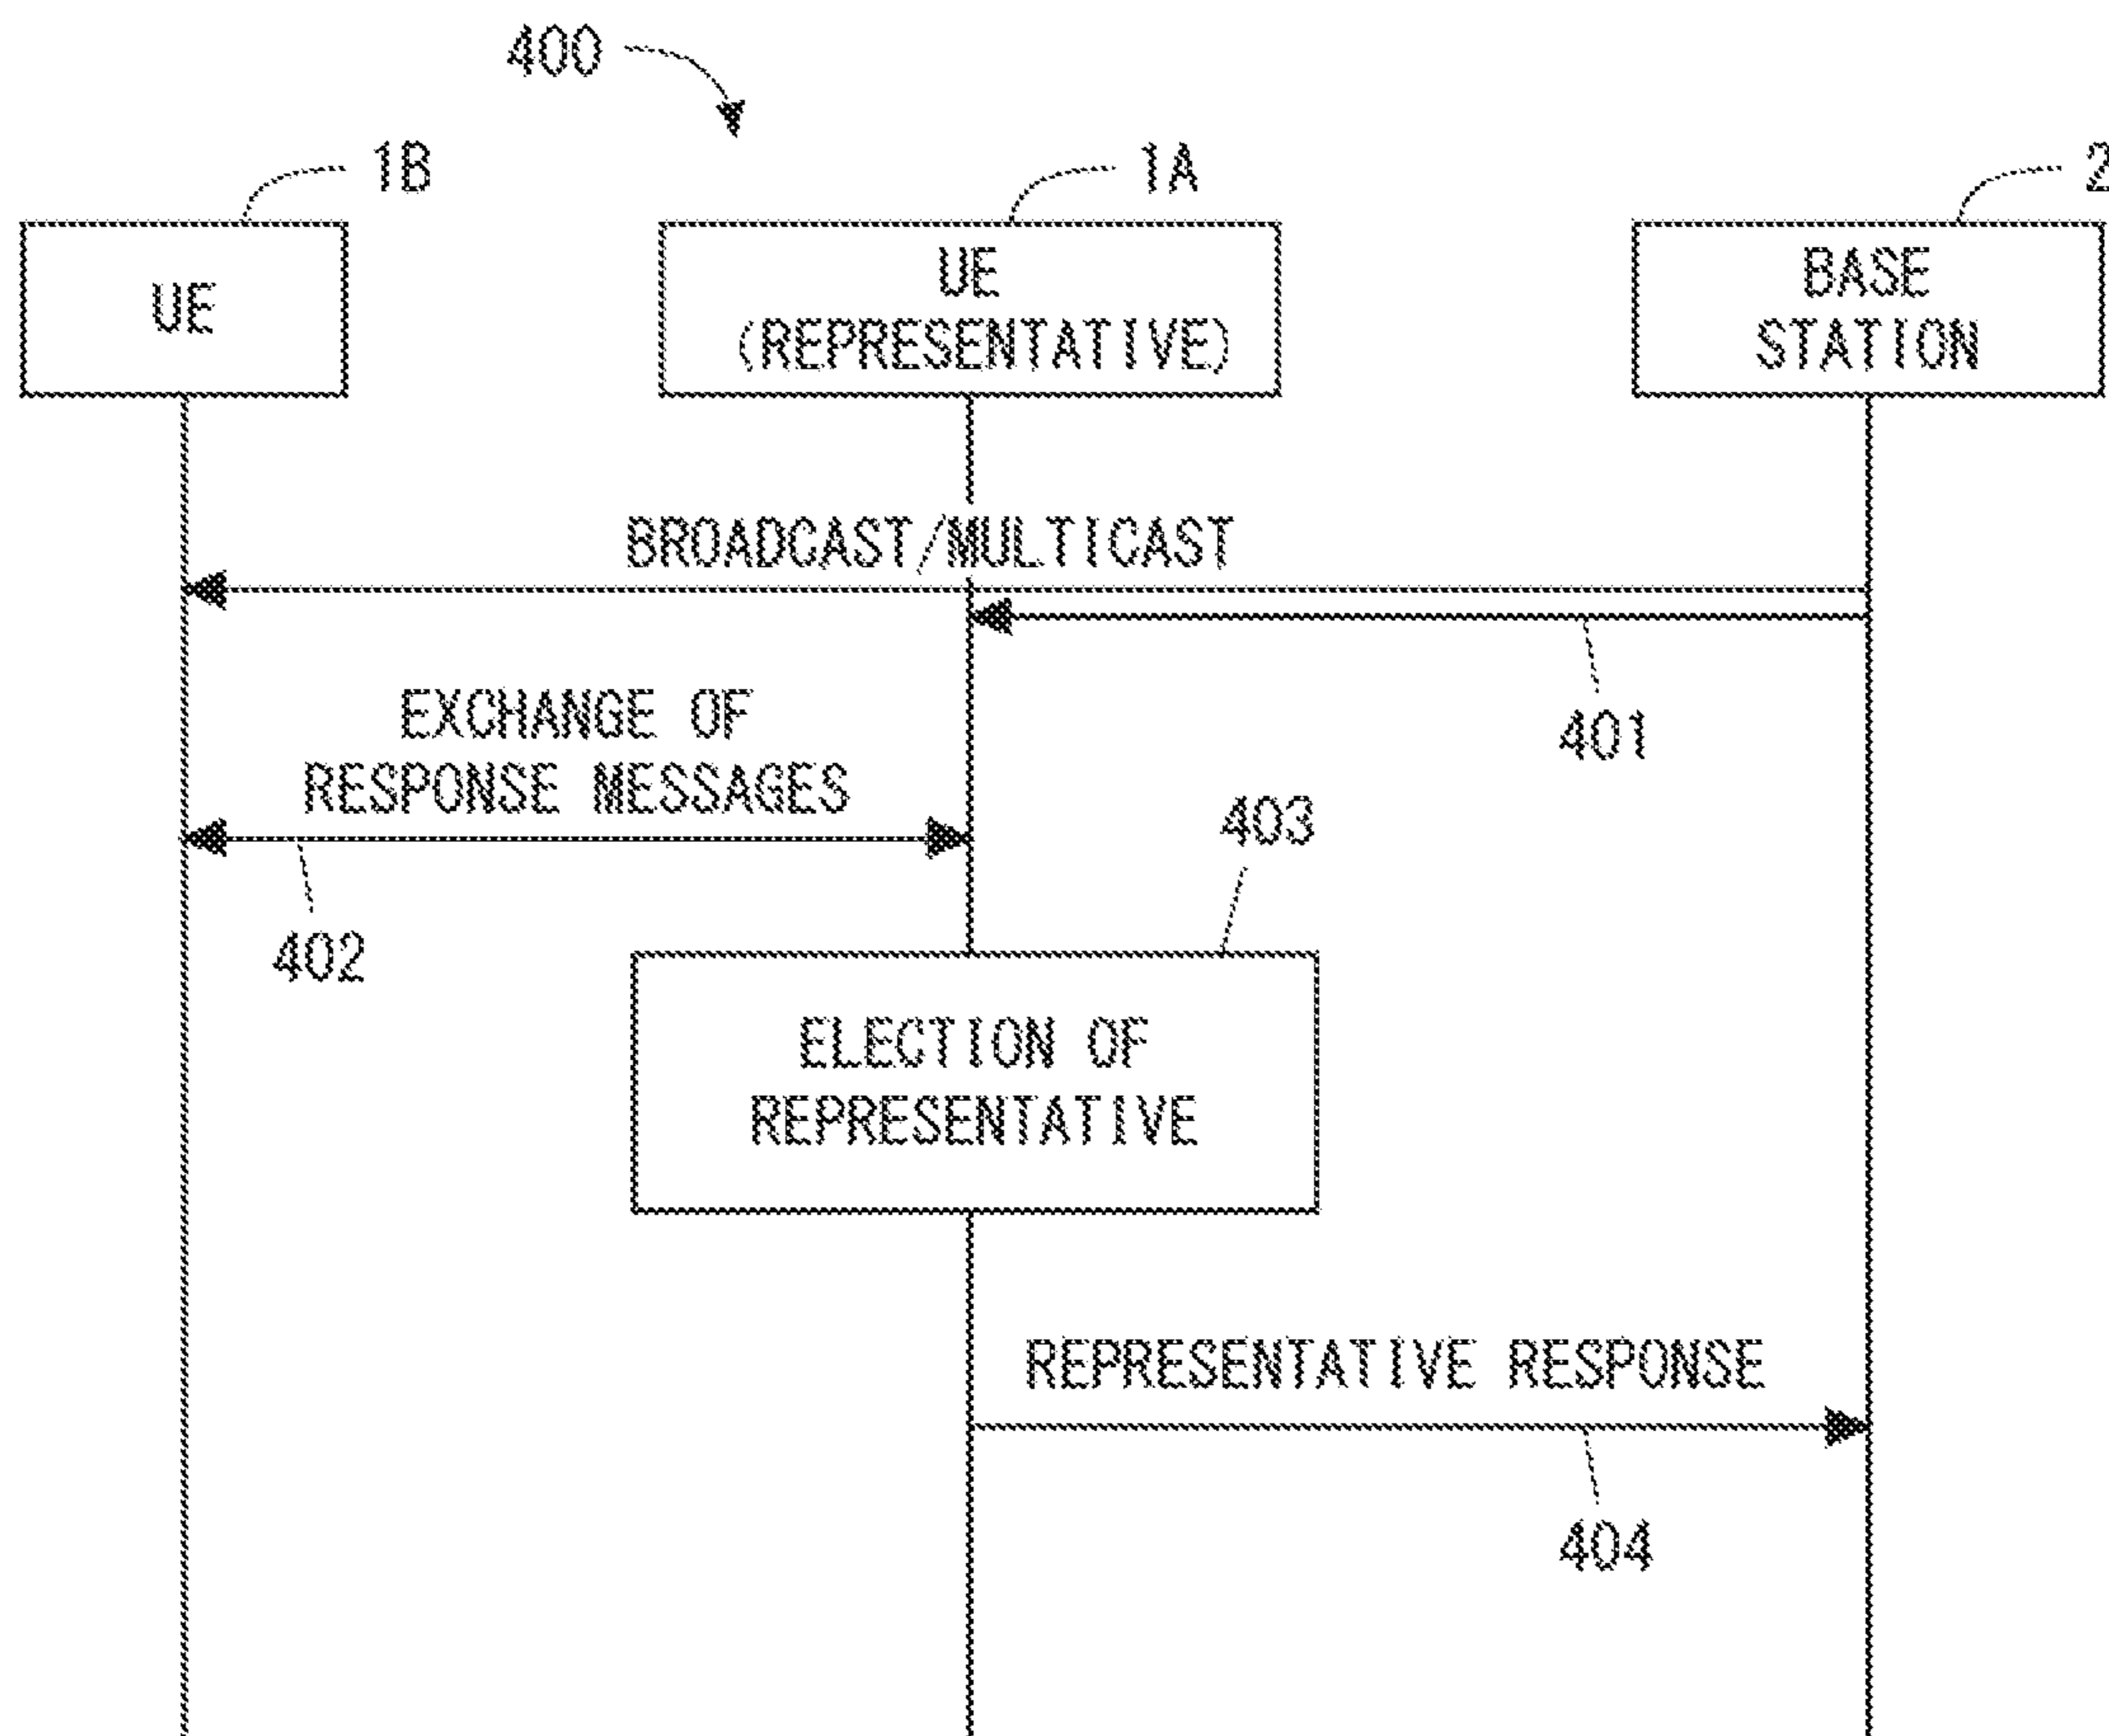 400
1B
1A
2
UE
UE
(REPRESENTATIVE)
BASE
STATION
BROADCAST/MULTICAST
401
EXCHANGE OF
RESPONSE MESSAGES
402
403
ELECTION OF
REPRESENTATIVE
REPRESENTATIVE RESPONSE
404